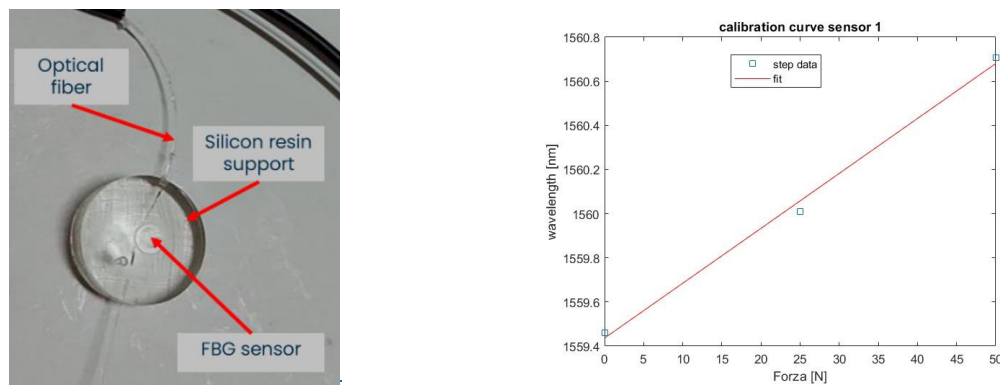 Optical
fiber
Silicon resin
support
FBG sensor
calibration curve sensor 1
step data
fit
wavelength [nm]
1560.8
1560.6
1560.4
1560.2
1560
1559.8
1559.6
1559.4
0 5 10 15 20 25 30 35 40 45 50
Forza [N]